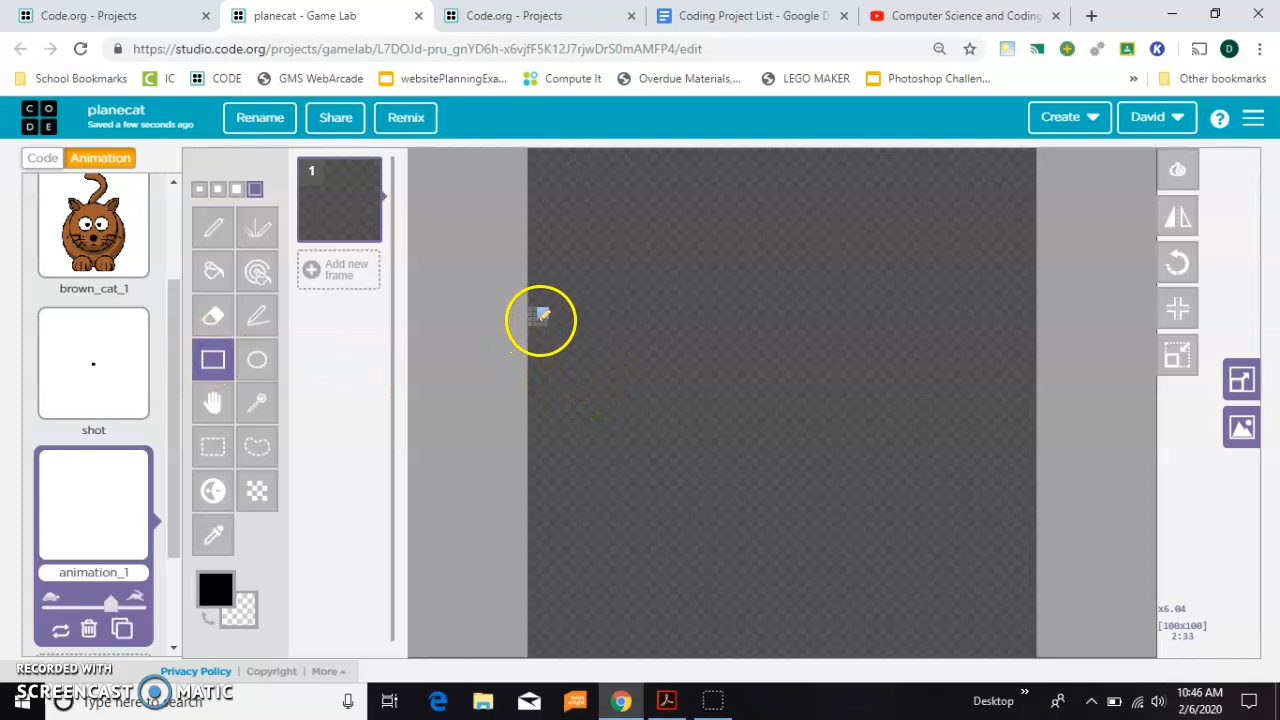 Code.org - Projects
planecat - Game Lab
Code.org - Projects
Coding Project List - Google D
Computer Science and Coding
https://studio.code.org/projects/gamelab/L7DOJd-pru_gnYD6h-x6vjfF5K12J7rjwDrS0mAMFP4/edit
D
School Bookmarks
IC
CODE
GMS WebArcade
websitePlanningExa...
Compute It
Overdue Materials,...
LEGO MAKER
Photoshop Challen...
»
Other bookmarks
C O
D E
planecat
Saved a few seconds ago
Rename
Share
Remix
Create
David
?
Code
Animation
1
Add new
frame
brown_cat_1
shot
animation_1
x6.04
[100x100]
2:33
RECORDED WITH
SCREENCAST MATIC
Privacy Policy
Copyright
More
Type here to search
Desktop
»
10:46 AM
2/6/2020